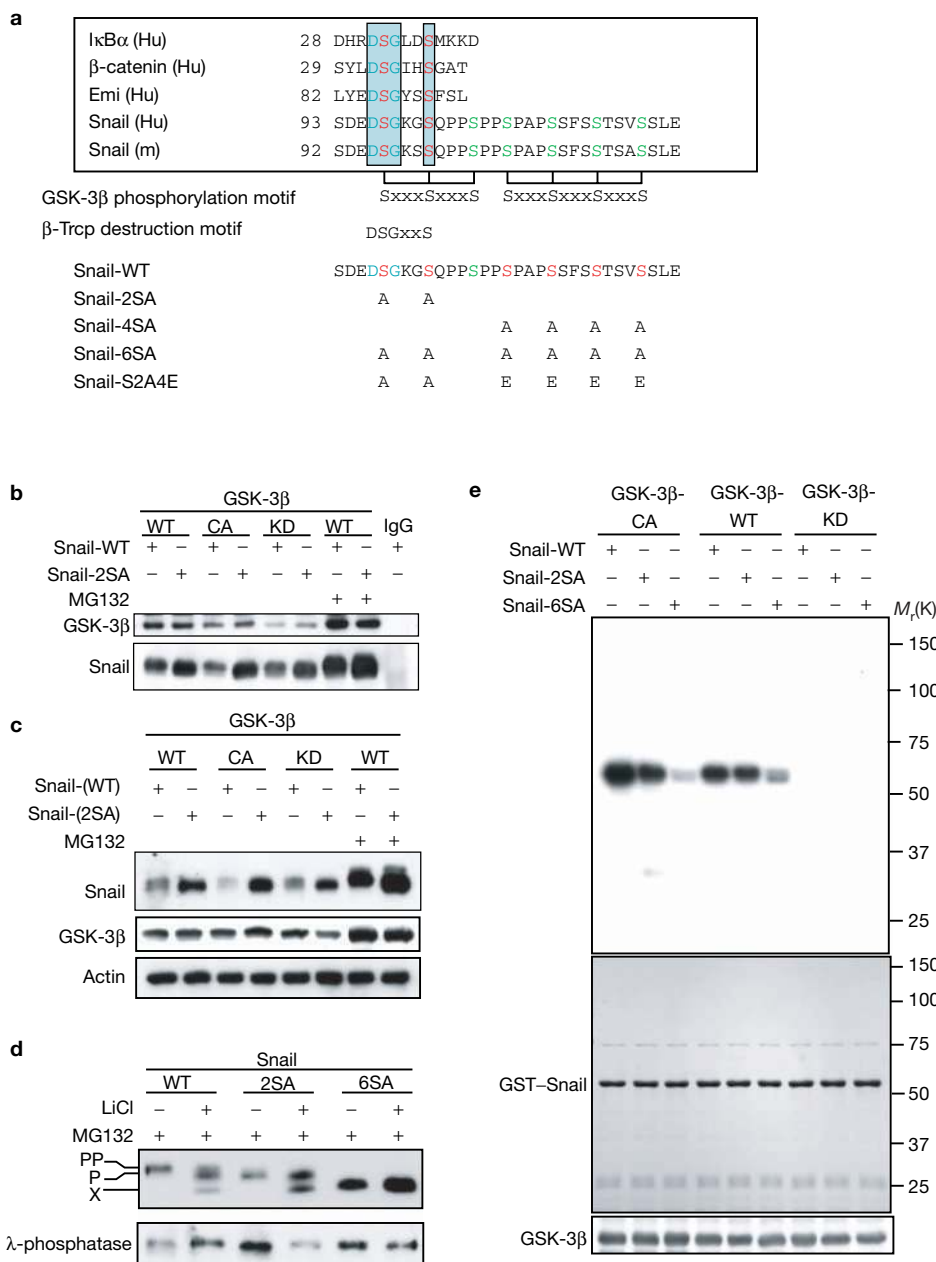 a
IκBα (Hu) 28 DHRDSGLDSMKKD
β-catenin (Hu) 29 SYLDSGIHSGAT
Emi (Hu) 82 LYEDSGYSSFSL
Snail (Hu) 93 SDEDSGKGSQPPSPPSPAPSSFSSTSVSSLE
Snail (m) 92 SDEDSGKSSQPPSPPSPAPSSFSSTSASSLE
GSK-3β phosphorylation motif SxxxSxxxS SxxxSxxxSxxxS
β-Trcp destruction motif DSGxxS
Snail-WT SDEDSGKGSQPPSPPSPAPSSFSSTSVSSLE
Snail-2SA A A
Snail-4SA A A A A
Snail-6SA A A A A A A
Snail-S2A4E A A E E E E
b
GSK-3β
WT CA KD WT IgG
Snail-WT + – + – + – + – +
Snail-2SA – + – + – + – + –
MG132 + +
GSK-3β
Snail
c
GSK-3β
WT CA KD WT
Snail-(WT) + – + – + – + –
Snail-(2SA) – + – + – + – +
MG132 + +
Snail
GSK-3β
Actin
d
Snail
WT 2SA 6SA
LiCl – + – + – +
MG132 + + + + + +
PP
P
X
λ-phosphatase
e
GSK-3β-CA GSK-3β-WT GSK-3β-KD
Snail-WT + – – + – – + – –
Snail-2SA – + – – + – – + –
Snail-6SA – – + – – + – – +
Mr(K)
150
100
75
50
37
25
150
100
75
GST–Snail
50
37
25
GSK-3β